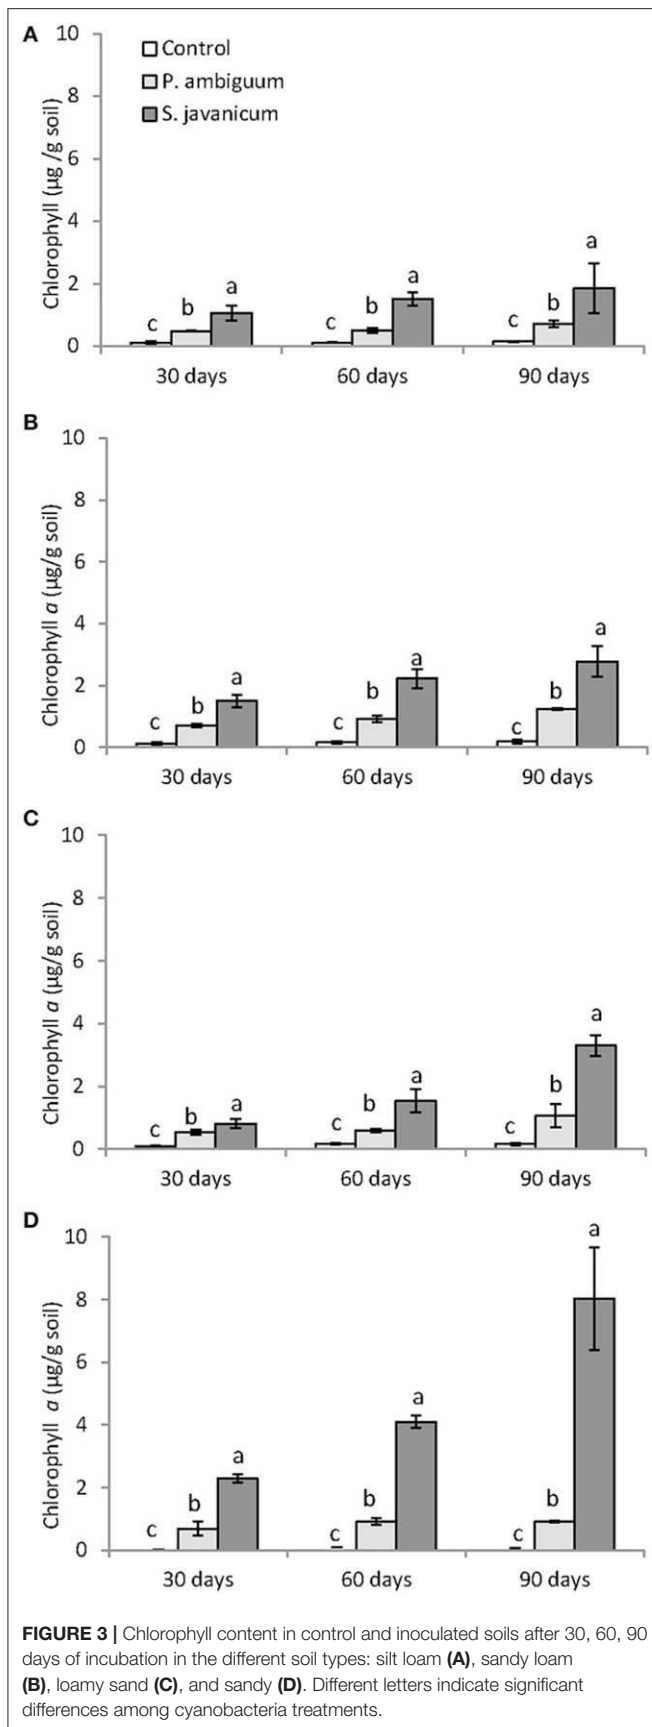 A
10
8
6
4
2
0
Chlorophyll (µg /g soil)
Control
P. ambiguum
S. javanicum
c b a
c b a
c b a
30 days 60 days 90 days
B
10
8
6
4
2
0
Chlorophyll a (µg/g soil)
c b a
c b a
c b a
30 days 60 days 90 days
C
10
8
6
4
2
0
Chlorophyll a (µg/g soil)
c b a
c b a
c b a
30 days 60 days 90 days
D
10
8
6
4
2
0
Chlorophyll a (µg/g soil)
c b a
c b a
c b a
30 days 60 days 90 days
FIGURE 3 | Chlorophyll content in control and inoculated soils after 30, 60, 90
days of incubation in the different soil types: silt loam (A), sandy loam
(B), loamy sand (C), and sandy (D). Different letters indicate significant
differences among cyanobacteria treatments.